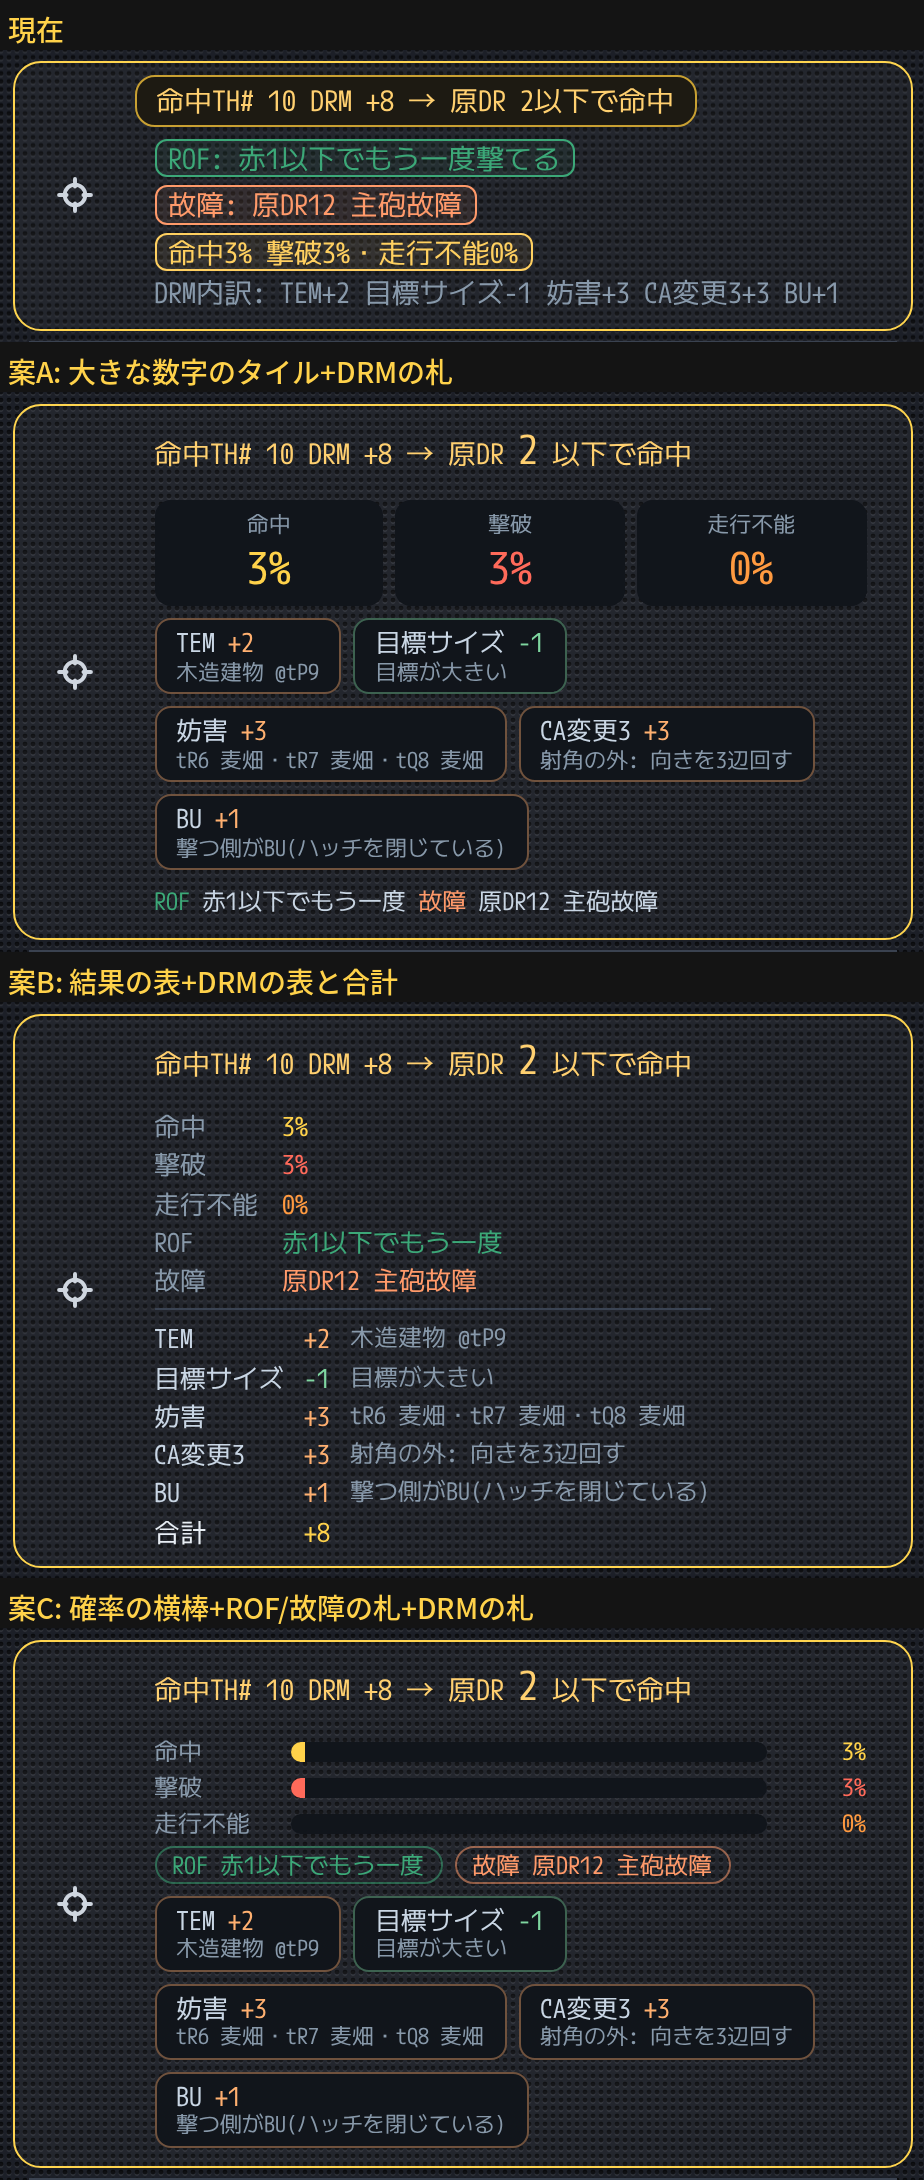 現在
命中TH# 10 DRM +8 → 原DR 2以下で命中
ROF: 赤1以下でもう一度撃てる
故障: 原DR12 主砲故障
命中3% 撃破3%・走行不能0%
DRM内訳: TEM+2 目標サイズ-1 妨害+3 CA変更3+3 BU+1
案A: 大きな数字のタイル+DRMの札
命中TH# 10 DRM +8 → 原DR 2 以下で命中
命中 撃破 走行不能
3% 3% 0%
TEM +2 目標サイズ -1
木造建物 @tP9 目標が大きい
妨害 +3 CA変更3 +3
tR6 麦畑・tR7 麦畑・tQ8 麦畑 射角の外: 向きを3辺回す
BU +1
撃つ側がBU(ハッチを閉じている)
ROF 赤1以下でもう一度 故障 原DR12 主砲故障
案B: 結果の表+DRMの表と合計
命中TH# 10 DRM +8 → 原DR 2 以下で命中
命中 3%
撃破 3%
走行不能 0%
ROF 赤1以下でもう一度
故障 原DR12 主砲故障
TEM +2 木造建物 @tP9
目標サイズ -1 目標が大きい
妨害 +3 tR6 麦畑・tR7 麦畑・tQ8 麦畑
CA変更3 +3 射角の外: 向きを3辺回す
BU +1 撃つ側がBU(ハッチを閉じている)
合計 +8
案C: 確率の横棒+ROF/故障の札+DRMの札
命中TH# 10 DRM +8 → 原DR 2 以下で命中
命中 3%
撃破 3%
走行不能 0%
ROF 赤1以下でもう一度 故障 原DR12 主砲故障
TEM +2 目標サイズ -1
木造建物 @tP9 目標が大きい
妨害 +3 CA変更3 +3
tR6 麦畑・tR7 麦畑・tQ8 麦畑 射角の外: 向きを3辺回す
BU +1
撃つ側がBU(ハッチを閉じている)